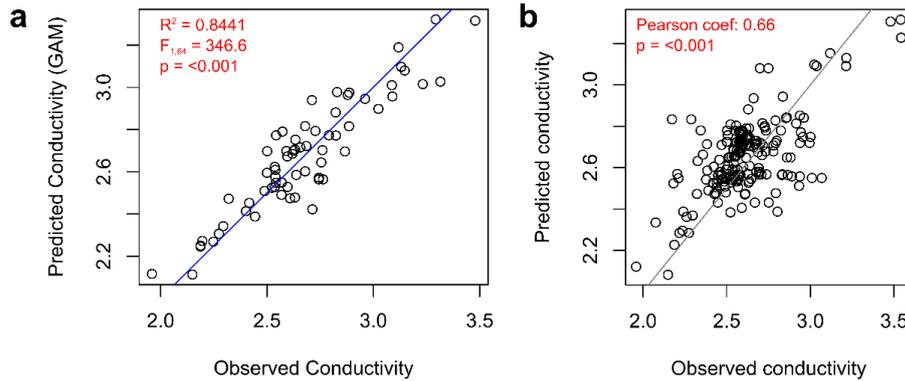 a
R² = 0.8441
F1,64 = 346.6
p = <0.001
Predicted Conductivity (GAM)
3.0
2.6
2.2
2.0 2.5 3.0 3.5
Observed Conductivity
b
Pearson coef: 0.66
p = <0.001
Predicted conductivity
3.0
2.6
2.2
2.0 2.5 3.0 3.5
Observed conductivity